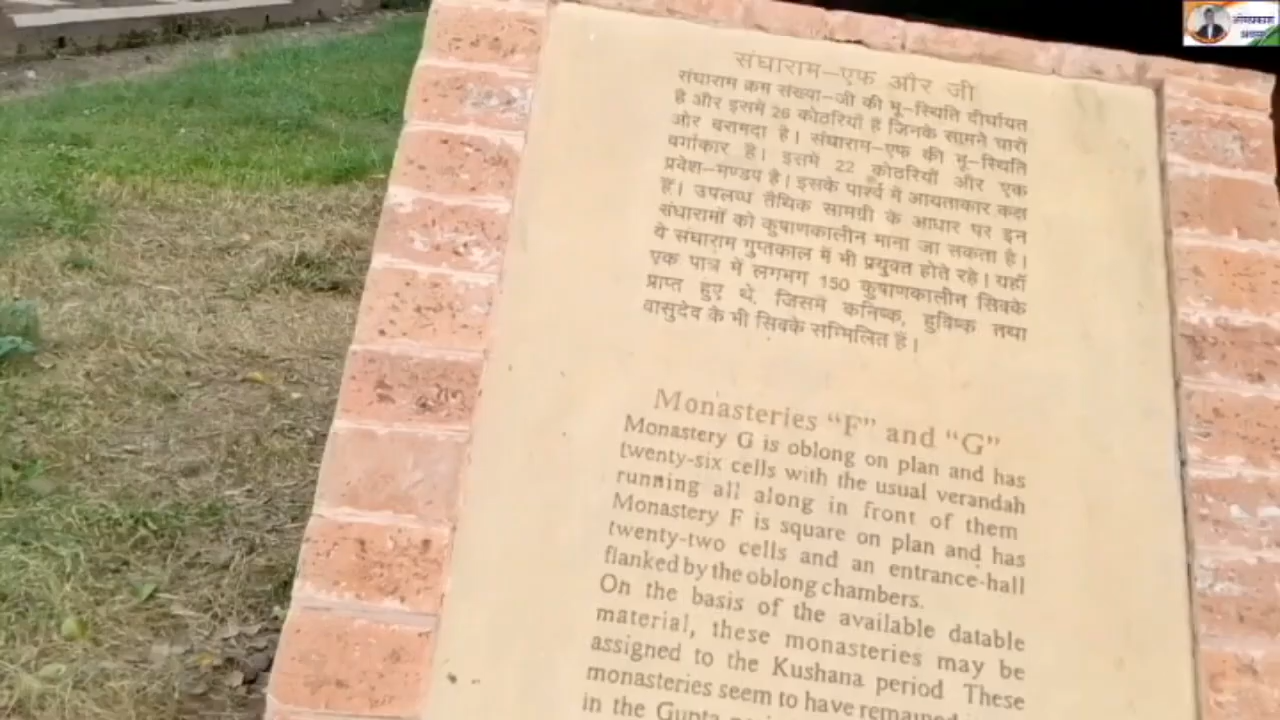 ओमप्रकाश
संघाराम–एफ और जी
संघाराम क्रम संख्या–जी की भू–स्थिति दीर्घायत
है और इसमें 26 कोठरियाँ हैं जिनके सामने चारों
ओर बरामदा है। संघाराम–एफ की भू–स्थिति
वर्गाकार है। इसमें 22 कोठरियाँ और एक
प्रवेश–मण्डप है। इसके पार्श्व में आयताकार कक्ष
हैं। उपलब्ध तैथिक सामग्री के आधार पर इन
संघारामों को कुषाणकालीन माना जा सकता है।
ये संघाराम गुप्तकाल में भी प्रयुक्त होते रहे। यहाँ
एक पात्र में लगभग 150 कुषाणकालीन सिक्के
प्राप्त हुए थे, जिसमें कनिष्क, हुविष्क तथा
वासुदेव के भी सिक्के सम्मिलित हैं।
Monasteries “F” and “G”
Monastery G is oblong on plan and has
twenty-six cells with the usual verandah
running all along in front of them
Monastery F is square on plan and has
twenty-two cells and an entrance-hall
flanked by the oblong chambers.
On the basis of the available datable
material, these monasteries may be
assigned to the Kushana period These
monasteries seem to have remained
in the Gupta